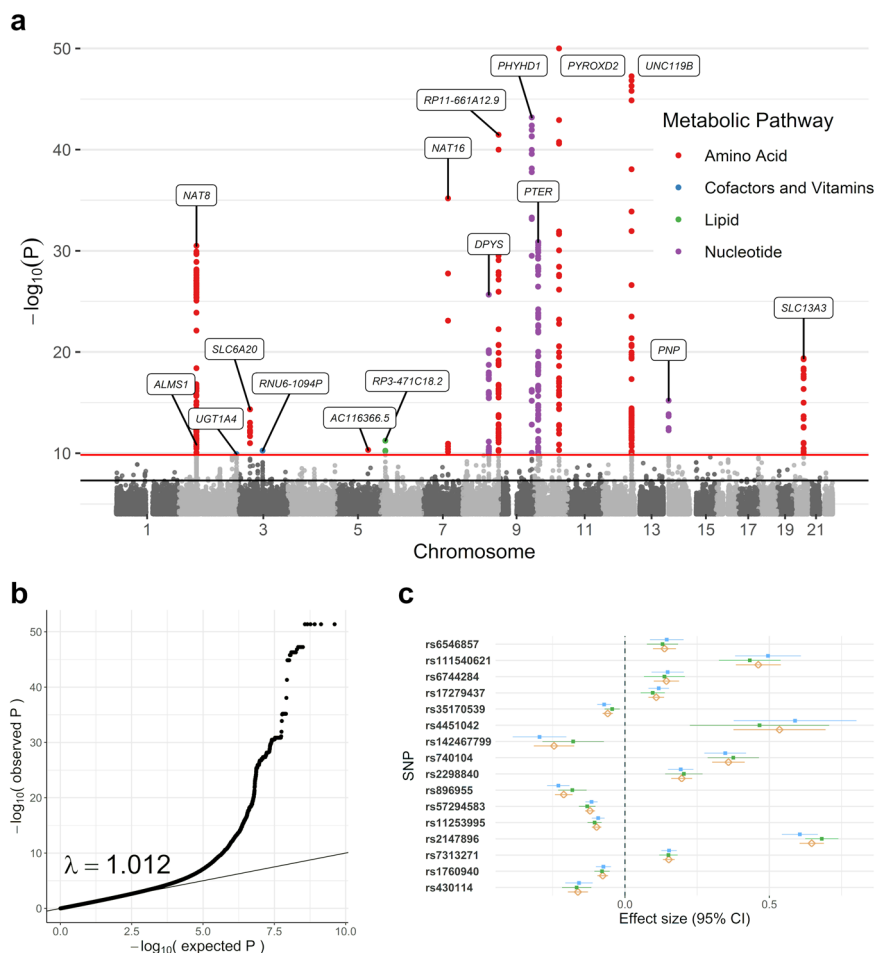 a
50
40
30
20
10
−log10(P)
PHYHD1
PYROXD2
UNC119B
RP11-661A12.9
NAT16
NAT8
PTER
DPYS
SLC13A3
SLC6A20
PNP
ALMS1
RNU6-1094P
RP3-471C18.2
UGT1A4
AC116366.5
Metabolic Pathway
Amino Acid
Cofactors and Vitamins
Lipid
Nucleotide
1 3 5 7 9 11 13 15 17 19 21
Chromosome
b
50
40
30
20
10
0
−log10( observed P )
λ = 1.012
0.0 2.5 5.0 7.5 10.0
−log10( expected P )
c
SNP
rs6546857
rs111540621
rs6744284
rs17279437
rs35170539
rs4451042
rs142467799
rs740104
rs2298840
rs896955
rs57294583
rs11253995
rs2147896
rs7313271
rs1760940
rs430114
0.0 0.5
Effect size (95% CI)